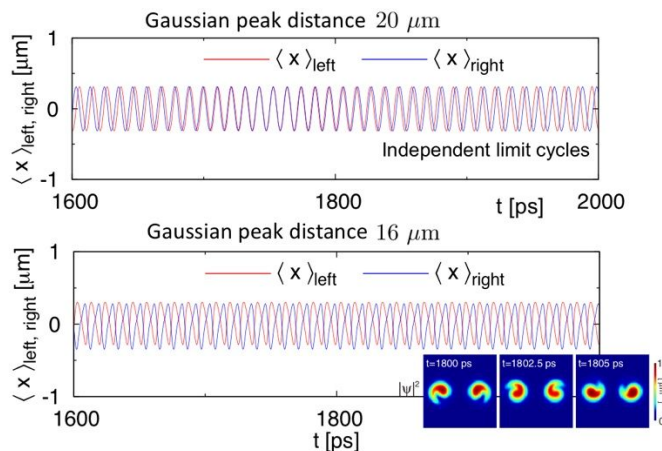 Gaussian peak distance 20 μm
1
⟨ x ⟩left ⟨ x ⟩right
0
⟨ x ⟩left, right [μm]
Independent limit cycles
-1
1600 1800 2000
t [ps]
Gaussian peak distance 16 μm
1
⟨ x ⟩left ⟨ x ⟩right
0
⟨ x ⟩left, right [μm]
t=1800 ps t=1802.5 ps t=1805 ps
|ψ|²
1
0
-1
1600
t [ps]